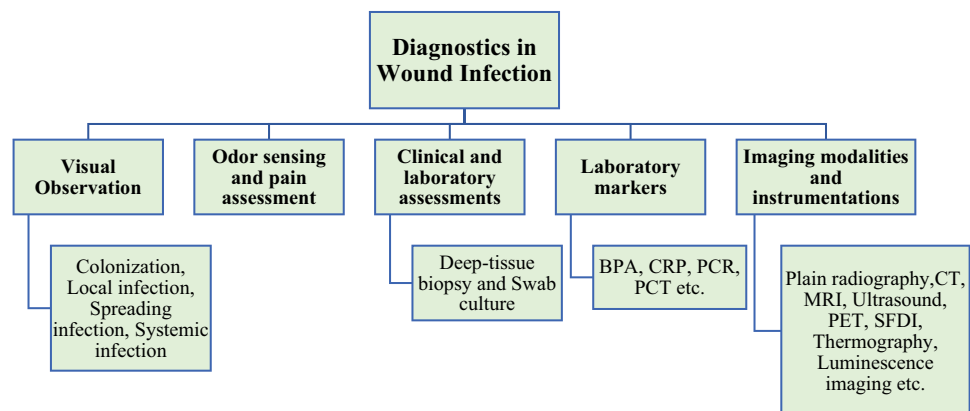 Diagnostics in
Wound Infection
Visual
Observation
Odor sensing
and pain
assessment
Clinical and
laboratory
assessments
Laboratory
markers
Imaging modalities
and
instrumentations
Colonization,
Local infection,
Spreading
infection, Systemic
infection
Deep-tissue
biopsy and Swab
culture
BPA, CRP, PCR,
PCT etc.
Plain radiography,CT,
MRI, Ultrasound,
PET, SFDI,
Thermography,
Luminescence
imaging etc.